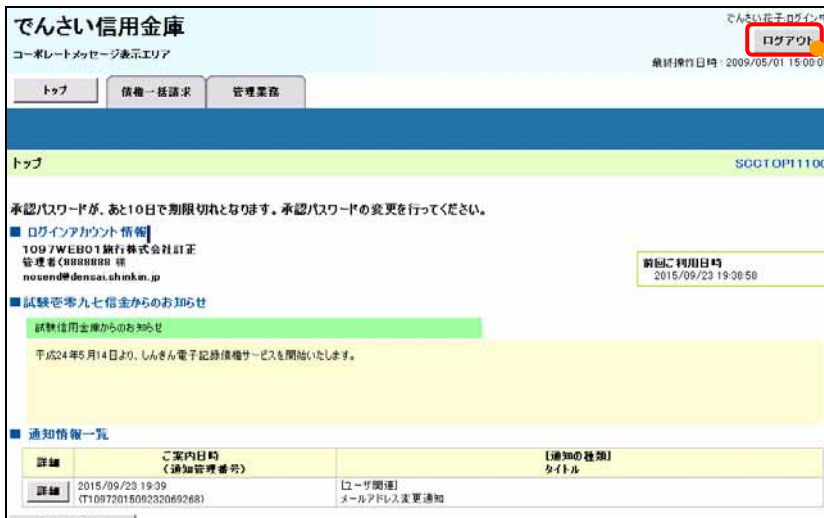 でんさい信用金庫
でんさい花子:ログイン中
コーポレートメッセージ表示エリア
ログアウト
最終操作日時:2009/05/01 15:00:0
トップ
債権一括請求
管理業務
トップ
SCCTOP1110
承認パスワードが、あと10日で期限切れとなります。承認パスワードの変更を行ってください。
■ ログインアカウント情報
1097WEB01旅行株式会社訂正
管理者(8888888 様
nosend@densai.shinkin.jp
前回ご利用日時
2015/09/23 19:38:58
■試験壱零九七信金からのお知らせ
試験信用金庫からのお知らせ
平成24年5月14日より、しんきん電子記録債権サービスを開始いたします。
■ 通知情報一覧
詳細
ご案内日時
(通知管理番号)
[通知の種類]
タイトル
詳細
2015/09/23 19:39
(T10972015092320​69268)
[ユーザ関連]
メールアドレス変更通知